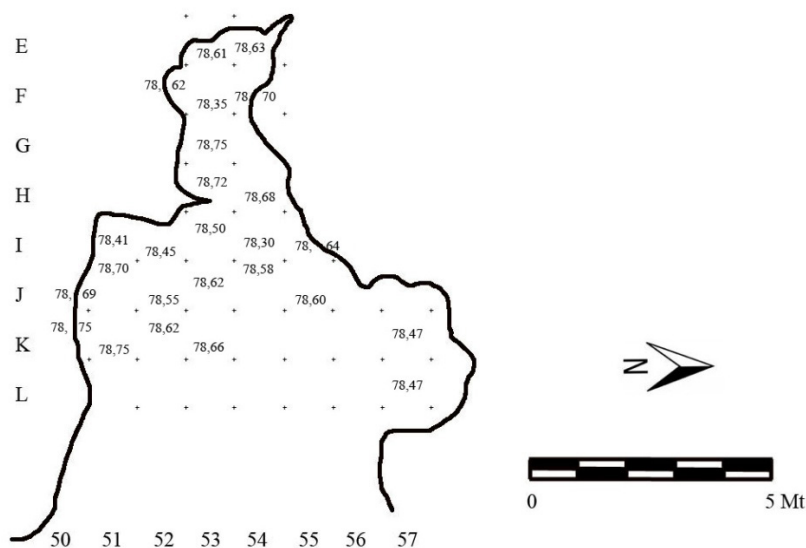 E 78,61 78,63
F 78, 62 78, 70
78,35
G 78,75
78,72
H 78,68
78,50
I 78,41 78,45 78,30 78, 64
78,70 78,58
78,62
J 78, 69 78,55 78,60
78, 75 78,62 78,47
K 78,75 78,66
L 78,47
N
0 5 Mt
50 51 52 53 54 55 56 57